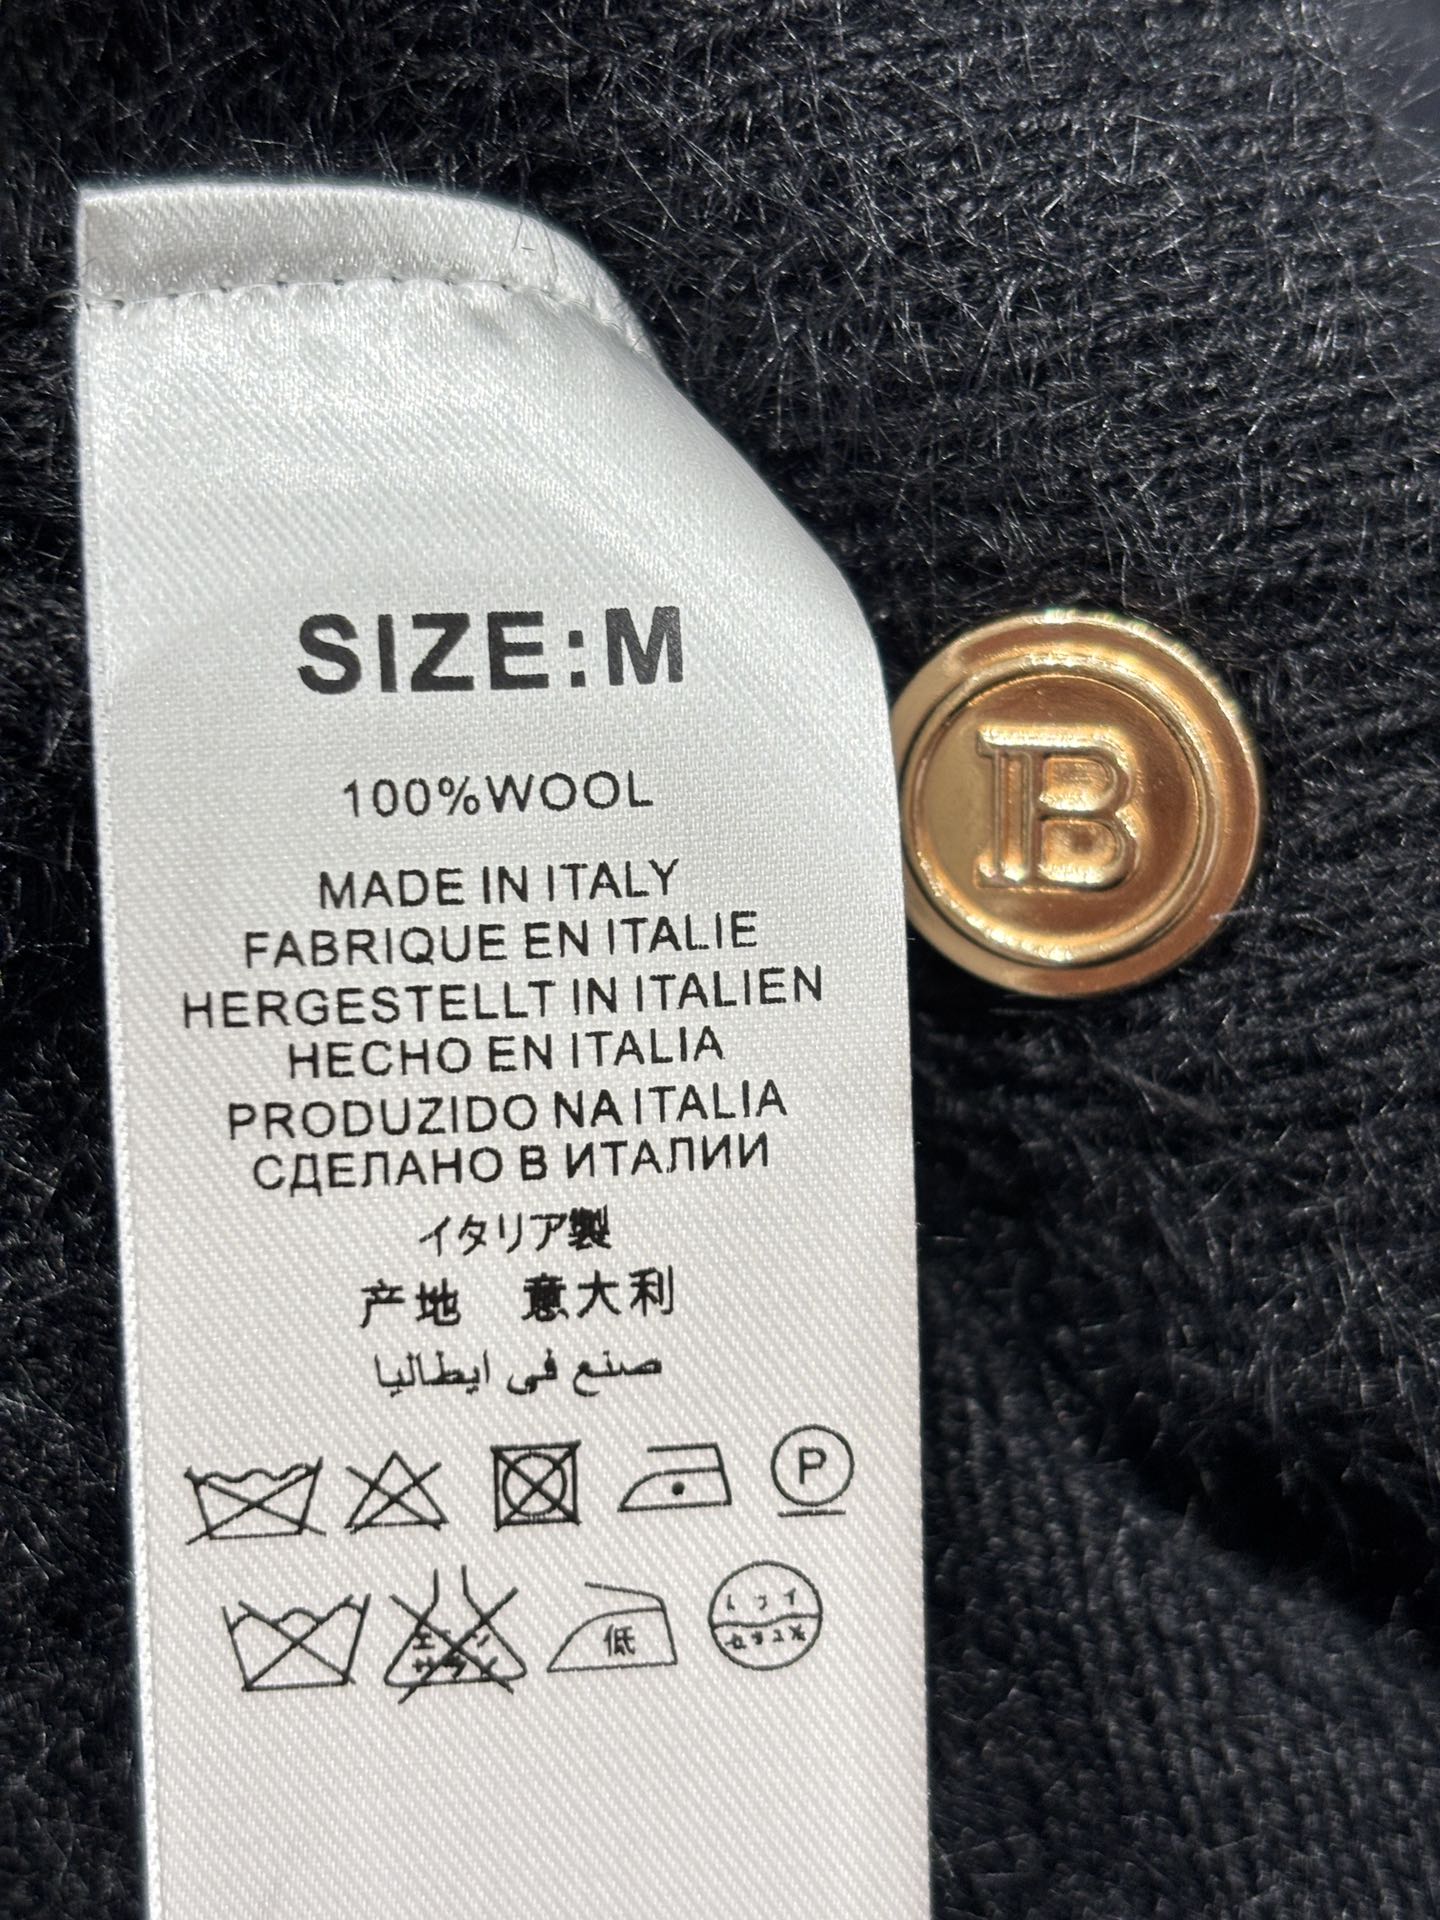 SIZE:M
100%WOOL
MADE IN ITALY
FABRIQUE EN ITALIE
HERGESTELLT IN ITALIEN
HECHO EN ITALIA
PRODUZIDO NA ITALIA
СДЕЛАНО В ИТАЛИИ
イタリア製
产地 意大利
صنع في ايطاليا
P
低
B